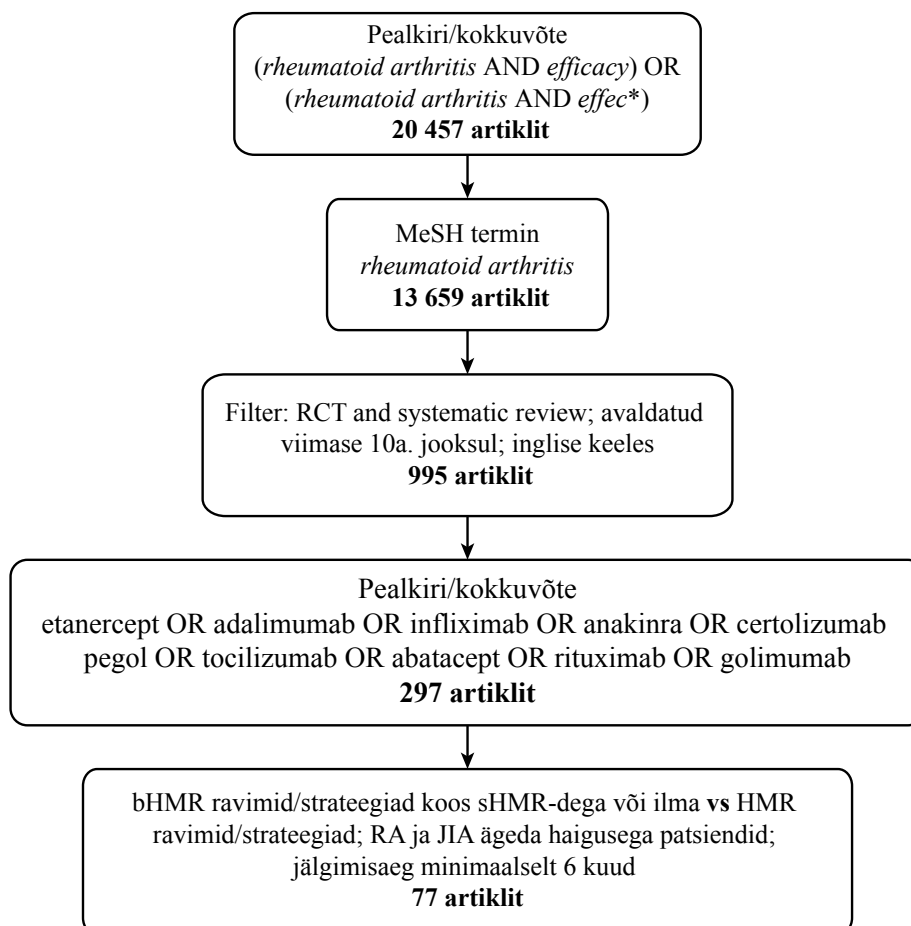 Pealkiri/kokkuvõte
(rheumatoid arthritis AND efficacy) OR
(rheumatoid arthritis AND effec*)
20 457 artiklit
MeSH termin
rheumatoid arthritis
13 659 artiklit
Filter: RCT and systematic review; avaldatud
viimase 10a. jooksul; inglise keeles
995 artiklit
Pealkiri/kokkuvõte
etanercept OR adalimumab OR infliximab OR anakinra OR certolizumab
pegol OR tocilizumab OR abatacept OR rituximab OR golimumab
297 artiklit
bHMR ravimid/strateegiad koos sHMR-dega või ilma vs HMR
ravimid/strateegiad; RA ja JIA ägeda haigusega patsiendid;
jälgimisaeg minimaalselt 6 kuud
77 artiklit